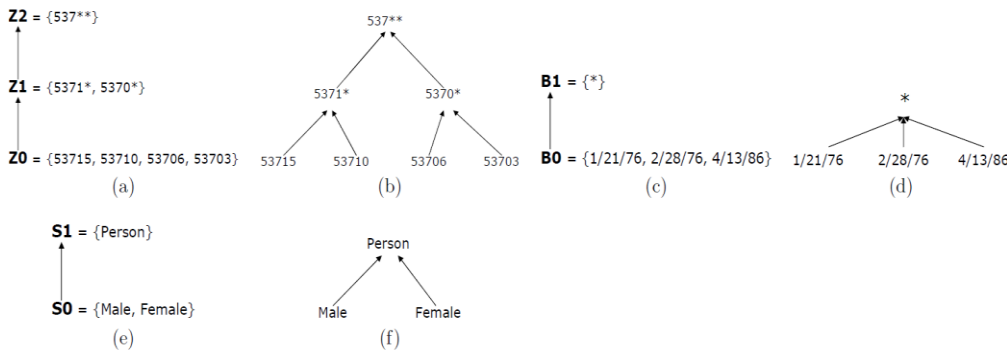 Z2 = {537**}
Z1 = {5371*, 5370*}
Z0 = {53715, 53710, 53706, 53703}
(a)
537**
5371* 5370*
53715 53710 53706 53703
(b)
B1 = {*}
B0 = {1/21/76, 2/28/76, 4/13/86}
(c)
*
1/21/76 2/28/76 4/13/86
(d)
S1 = {Person}
S0 = {Male, Female}
(e)
Person
Male Female
(f)